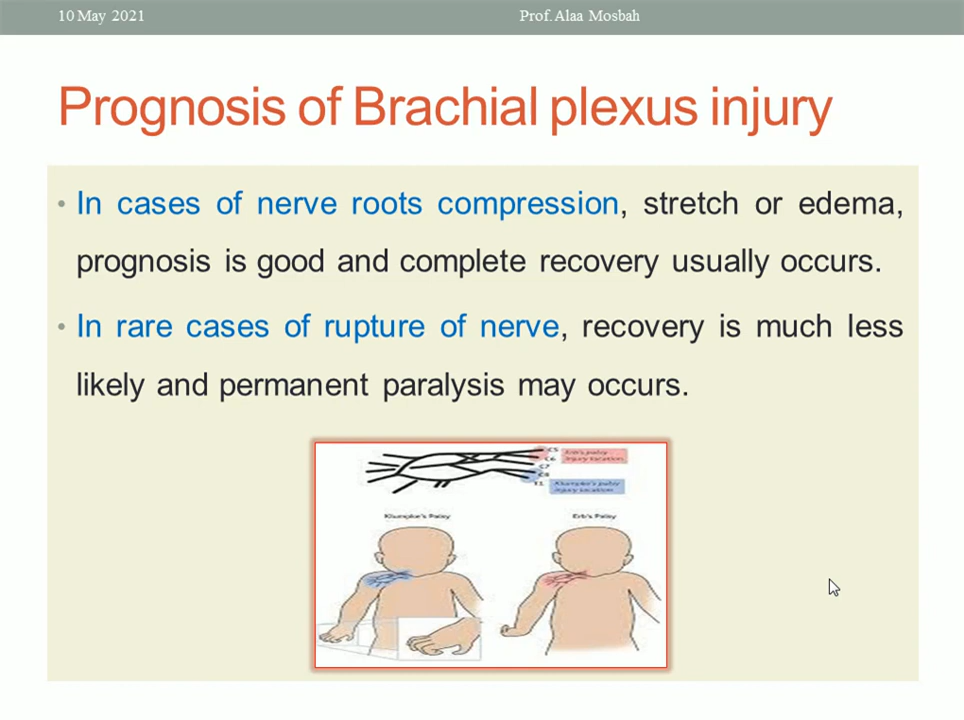 10 May 2021 Prof. Alaa Mosbah
Prognosis of Brachial plexus injury
• In cases of nerve roots compression, stretch or edema,
prognosis is good and complete recovery usually occurs.
• In rare cases of rupture of nerve, recovery is much less
likely and permanent paralysis may occurs.
C5
C6
C7
C8
T1
Erb's palsy
injury location
Klumpke's palsy
injury location
Klumpke's Palsy Erb's Palsy